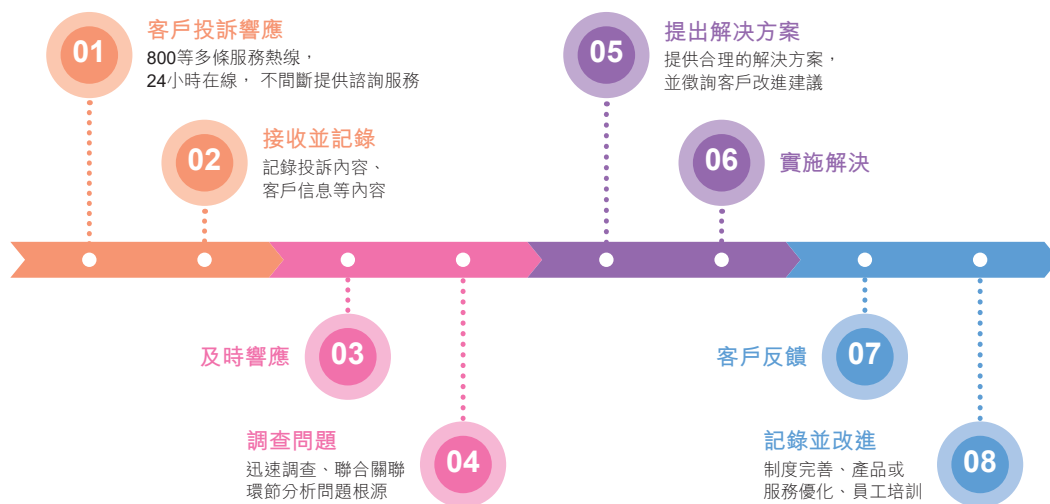 01
客戶投訴響應
800等多條服務熱線，
24小時在線， 不間斷提供諮詢服務
02
接收並記錄
記錄投訴內容、
客戶信息等內容
03
及時響應
04
調查問題
迅速調查、聯合關聯
環節分析問題根源
05
提出解決方案
提供合理的解決方案，
並徵詢客戶改進建議
06
實施解決
07
客戶反饋
08
記錄並改進
制度完善、產品或
服務優化、員工培訓